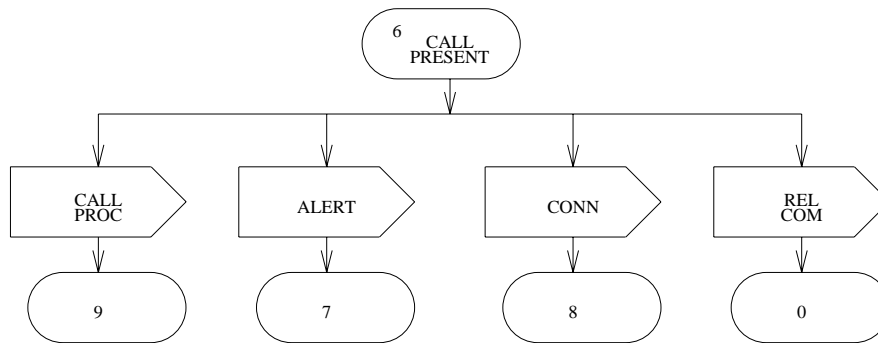 6
CALL
PRESENT
CALL
PROC
ALERT
CONN
REL
COM
9
7
8
0